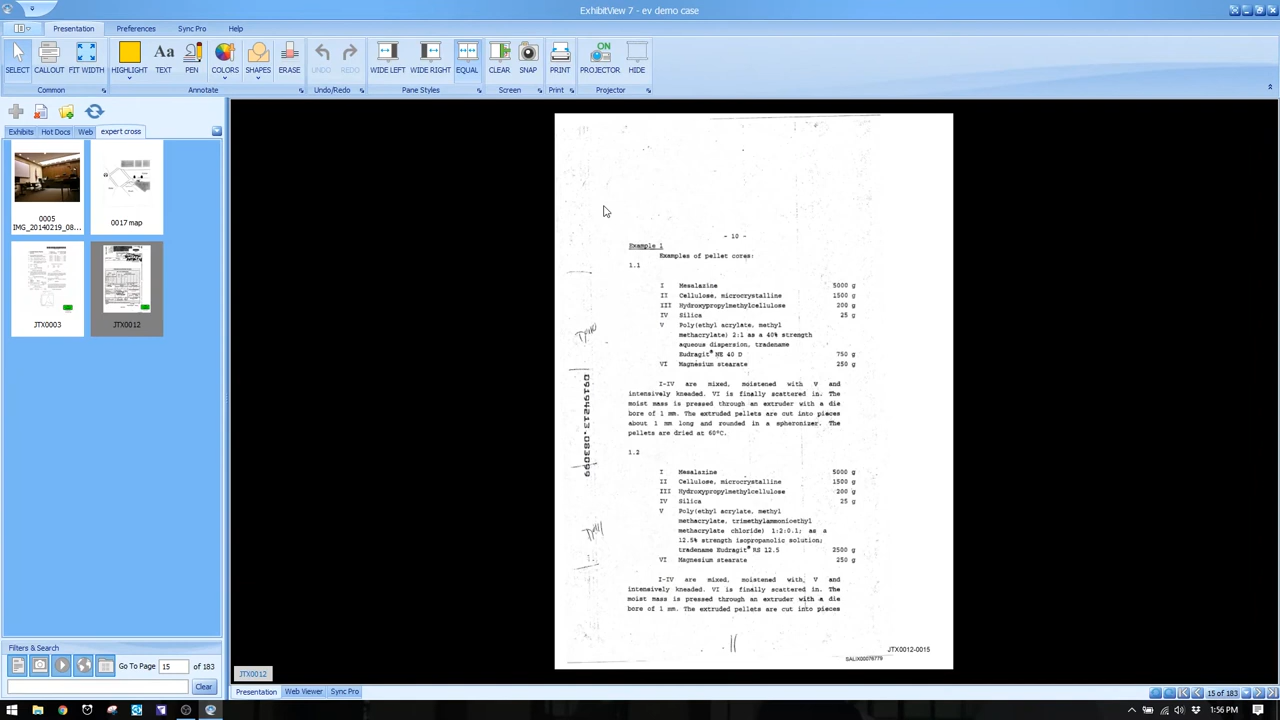 ExhibitView 7 - ev demo case
Presentation Preferences Sync Pro Help
SELECT CALLOUT FIT WIDTH HIGHLIGHT TEXT PEN COLORS SHAPES ERASE UNDO REDO WIDE LEFT WIDE RIGHT EQUAL CLEAR SNAP PRINT ON PROJECTOR HIDE
Common Annotate Undo/Redo Pane Styles Screen Print Projector
Exhibits Hot Docs Web expert cross
0005
IMG_20140219_08...
0017 map
JTX0003
JTX0012
Filters & Search
Go To Page 15 of 183
Clear
- 10 -
Example 1
Examples of pellet cores:
1.1
I Mesalazine 5000 g
II Cellulose, microcrystalline 1500 g
III Hydroxypropylmethylcellulose 200 g
IV Silica 25 g
V Poly(ethyl acrylate, methyl
methacrylate) 2:1 as a 40% strength
aqueous dispersion, tradename
Eudragit® NE 40 D 750 g
VI Magnesium stearate 250 g
I-IV are mixed, moistened with V and
intensively kneaded. VI is finally scattered in. The
moist mass is pressed through an extruder with a die
bore of 1 mm. The extruded pellets are cut into pieces
about 1 mm long and rounded in a spheronizer. The
pellets are dried at 60°C.
09194213.083099
1.2
I Mesalazine 5000 g
II Cellulose, microcrystalline 1500 g
III Hydroxypropylmethylcellulose 200 g
IV Silica 25 g
V Poly(ethyl acrylate, methyl
methacrylate, trimethylammonioethyl
methacrylate chloride) 1:2:0.1; as a
12.5% strength isopropanolic solution;
tradename Eudragit® RS 12.5 2500 g
VI Magnesium stearate 250 g
I-IV are mixed, moistened with V and
intensively kneaded. VI is finally scattered in. The
moist mass is pressed through an extruder with a die
bore of 1 mm. The extruded pellets are cut into pieces
11
JTX0012-0015
SALIX00076779
JTX0012
Presentation Web Viewer Sync Pro
15 of 183
1:56 PM